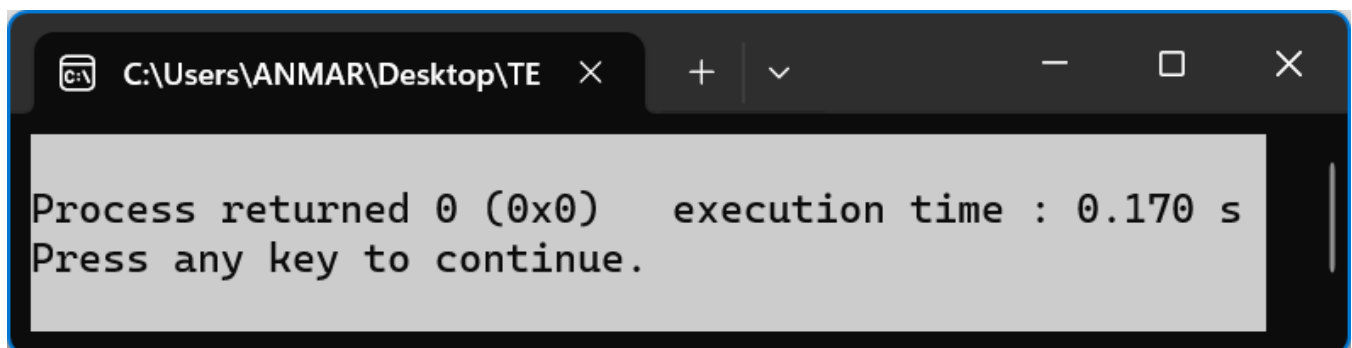 C:\Users\ANMAR\Desktop\TE
Process returned 0 (0x0)   execution time : 0.170 s
Press any key to continue.